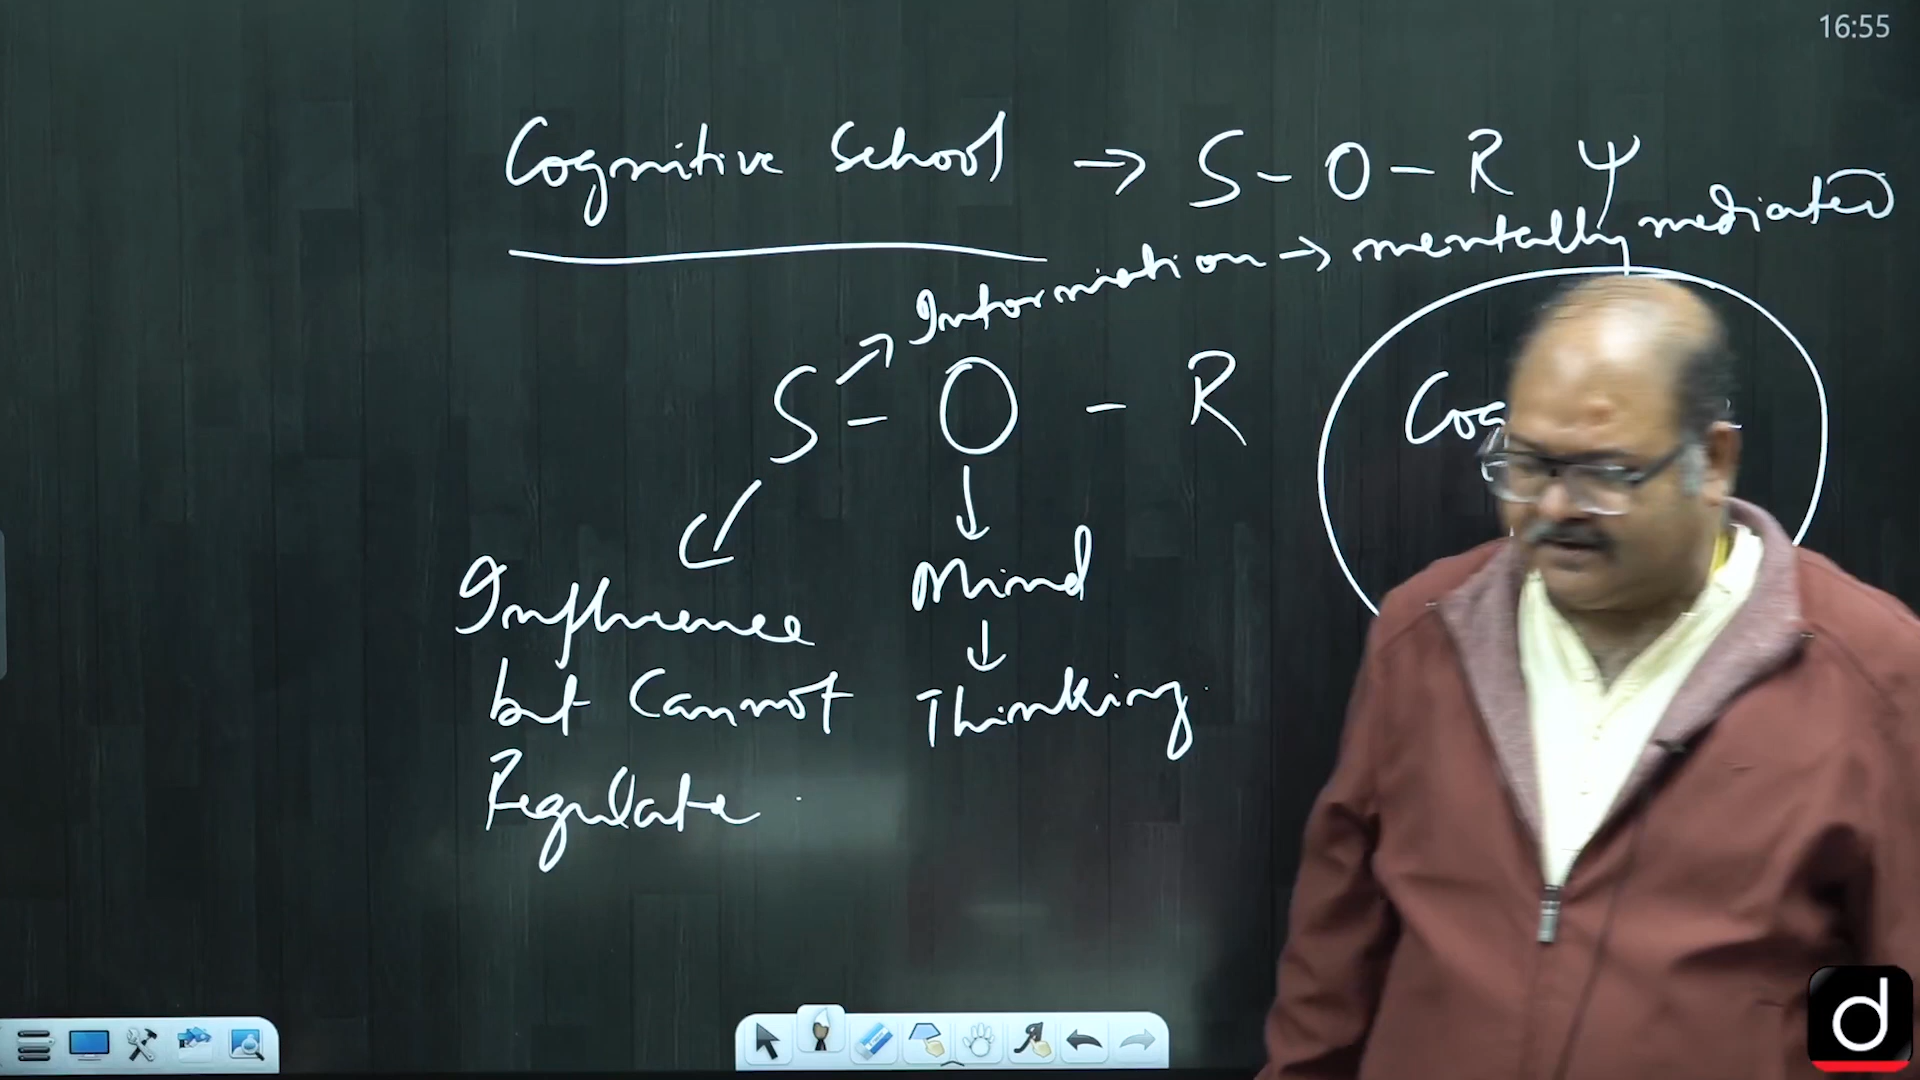 16:55
Cognitive School → S - O - R Ψ
Information → mentally mediated
S - O - R
Influence
but Cannot
Regulate.
Mind
↓
Thinking.
d